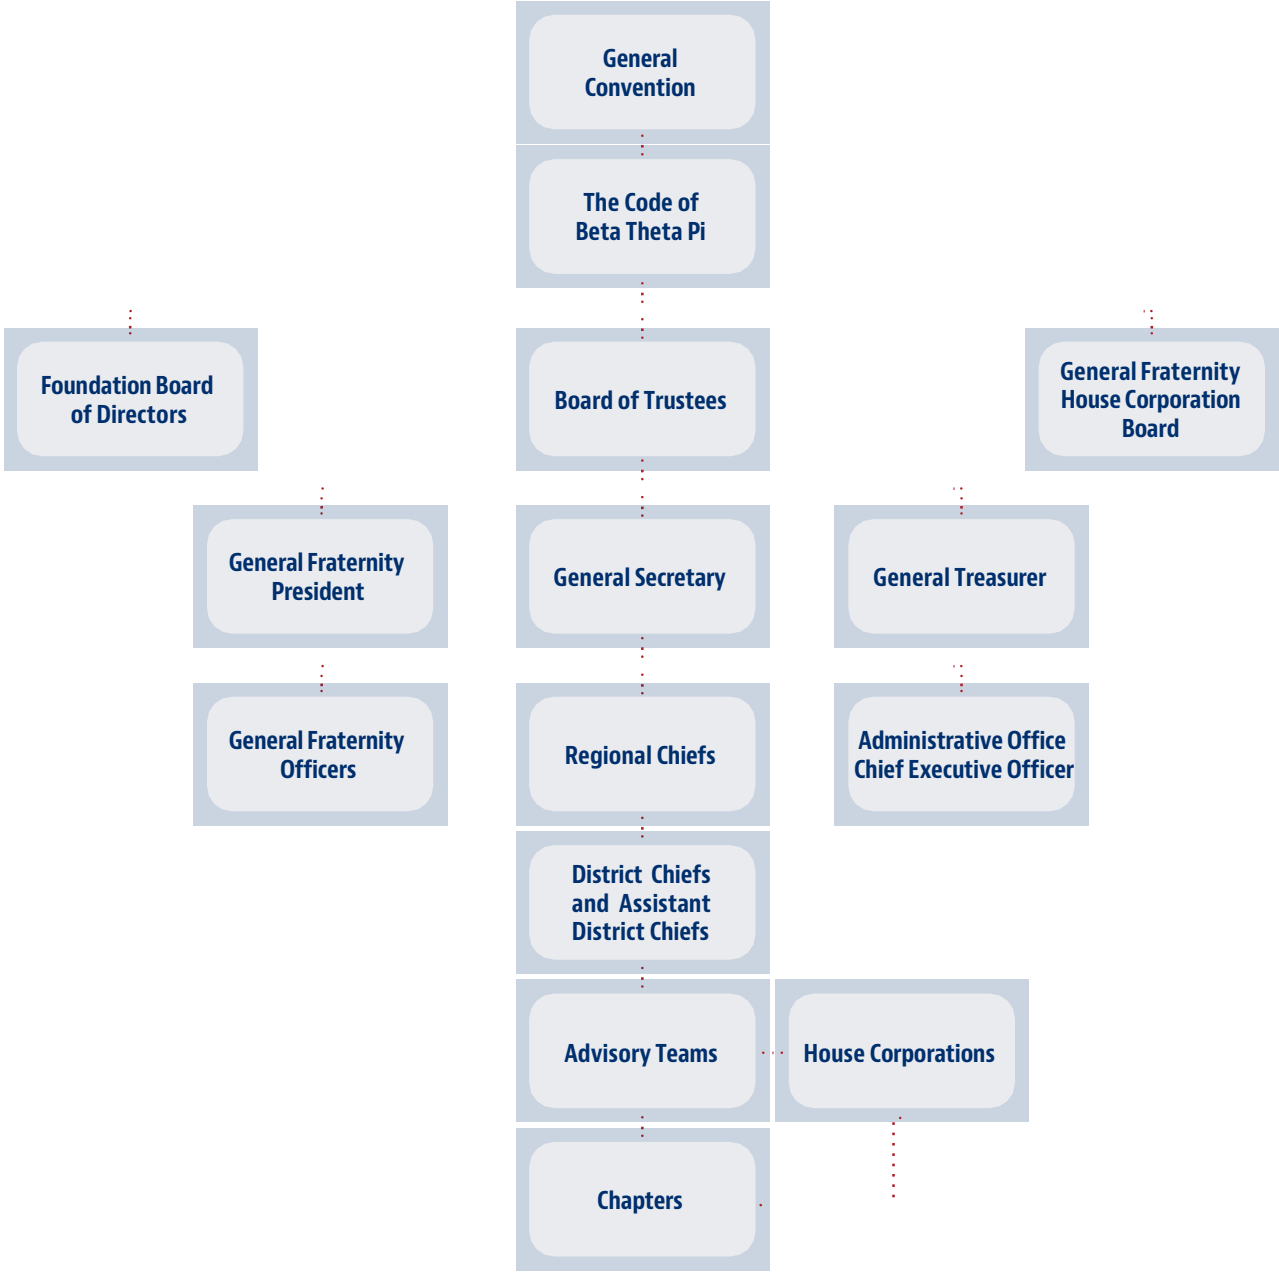 General
Convention
The Code of
Beta Theta Pi
Foundation Board
of Directors
Board of Trustees
General Fraternity
House Corporation
Board
General Fraternity
President
General Secretary
General Treasurer
General Fraternity
Officers
Regional Chiefs
Administrative Office
Chief Executive Officer
District Chiefs
and Assistant
District Chiefs
Advisory Teams
House Corporations
Chapters